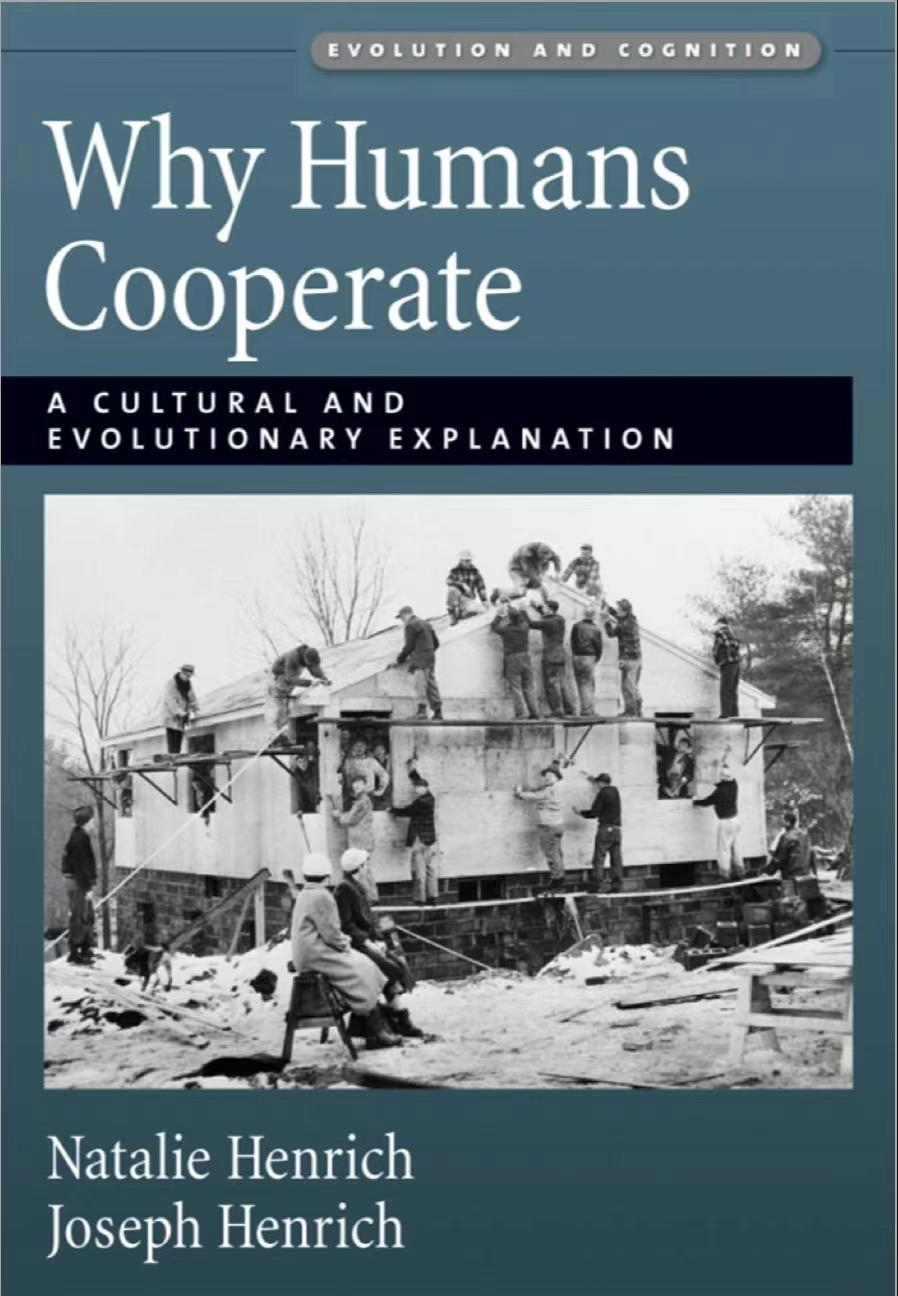 EVOLUTION AND COGNITION
Why Humans
Cooperate
A CULTURAL AND
EVOLUTIONARY EXPLANATION
Natalie Henrich
Joseph Henrich